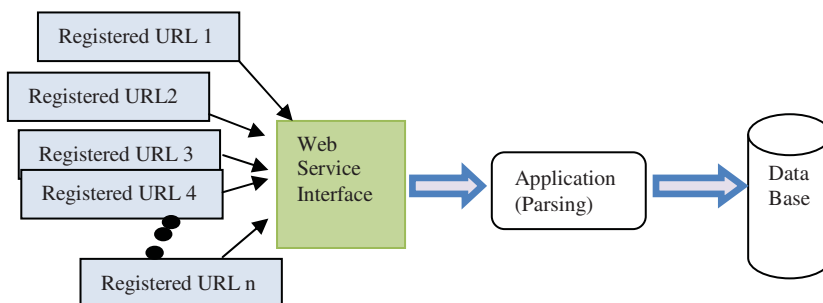 Registered URL 1
Registered URL2
Registered URL 3
Registered URL 4
Registered URL n
Web
Service
Interface
Application
(Parsing)
Data
Base